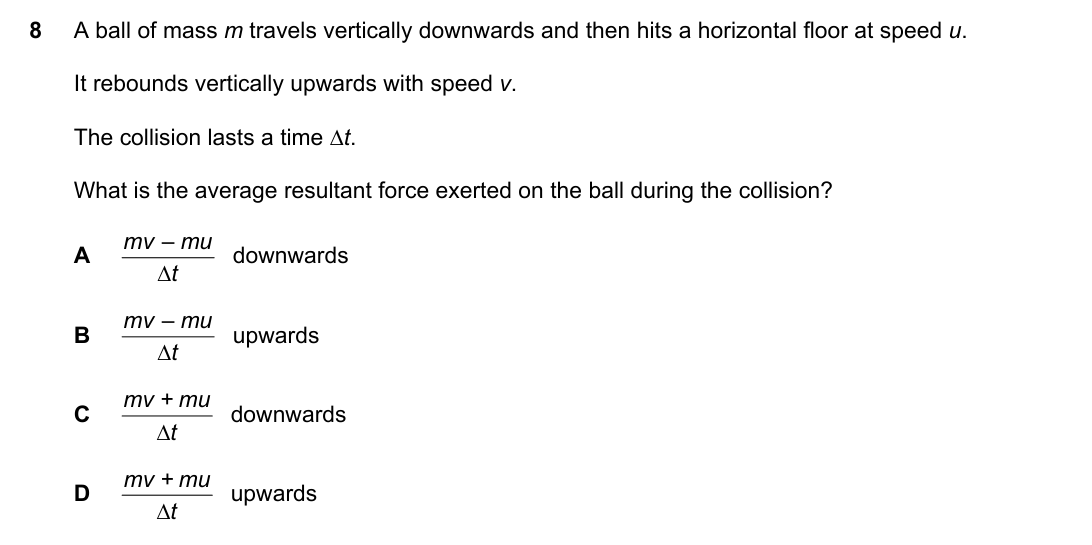 8 A ball of mass m travels vertically downwards and then hits a horizontal floor at speed u.
It rebounds vertically upwards with speed v.
The collision lasts a time Δt.
What is the average resultant force exerted on the ball during the collision?
A (mv – mu)/Δt downwards
B (mv – mu)/Δt upwards
C (mv + mu)/Δt downwards
D (mv + mu)/Δt upwards